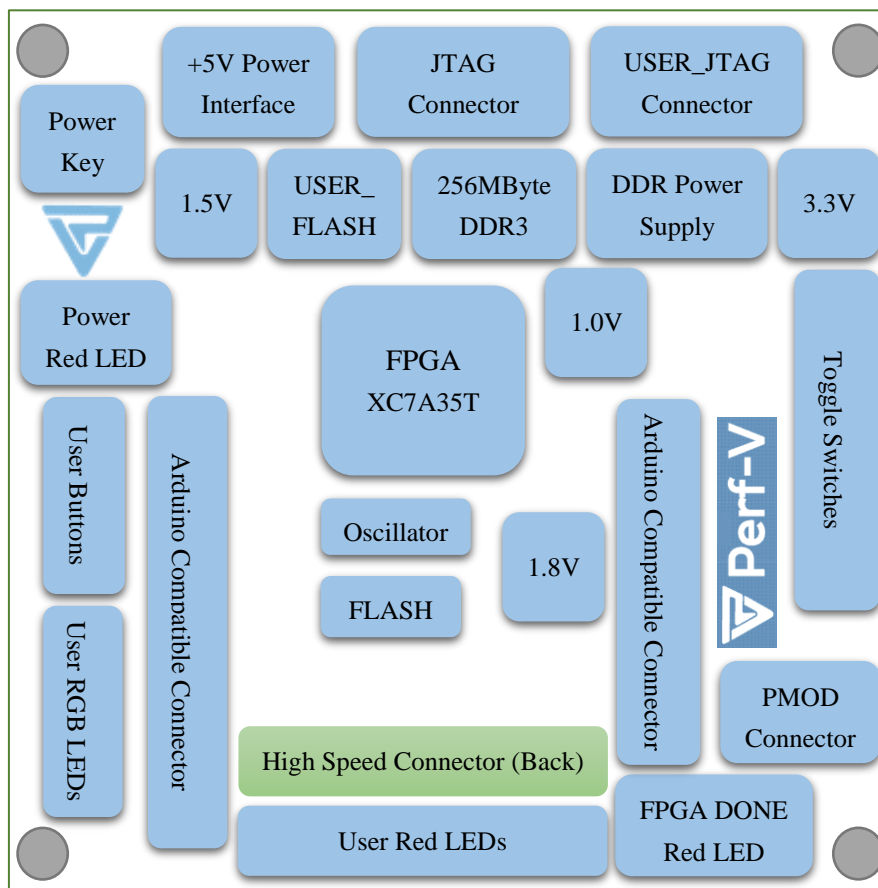 +5V Power
Interface
JTAG
Connector
USER_JTAG
Connector
Power
Key
1.5V
USER_
FLASH
256MByte
DDR3
DDR Power
Supply
3.3V
Power
Red LED
FPGA
XC7A35T
1.0V
Toggle Switches
User Buttons
Arduino Compatible Connector
Arduino Compatible Connector
Perf-V
Oscillator
1.8V
FLASH
User RGB LEDs
PMOD
Connector
High Speed Connector (Back)
User Red LEDs
FPGA DONE
Red LED